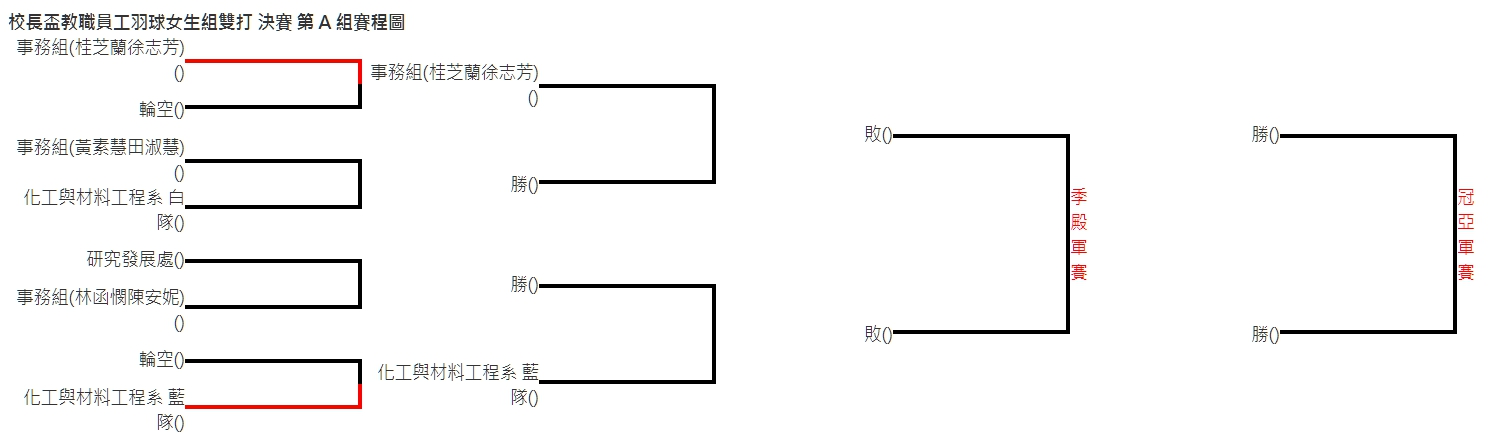 校長盃教職員工羽球女生組雙打 決賽 第 A 組賽程圖
事務組(桂芝蘭徐志芳)
()
輪空()
事務組(黃素慧田淑慧)
()
化工與材料工程系 白
隊()
研究發展處()
事務組(林函憫陳安妮)
()
輪空()
化工與材料工程系 藍
隊()
事務組(桂芝蘭徐志芳)
()
勝()
勝()
化工與材料工程系 藍
隊()
敗()
敗()
季
殿
軍
賽
勝()
勝()
冠
亞
軍
賽